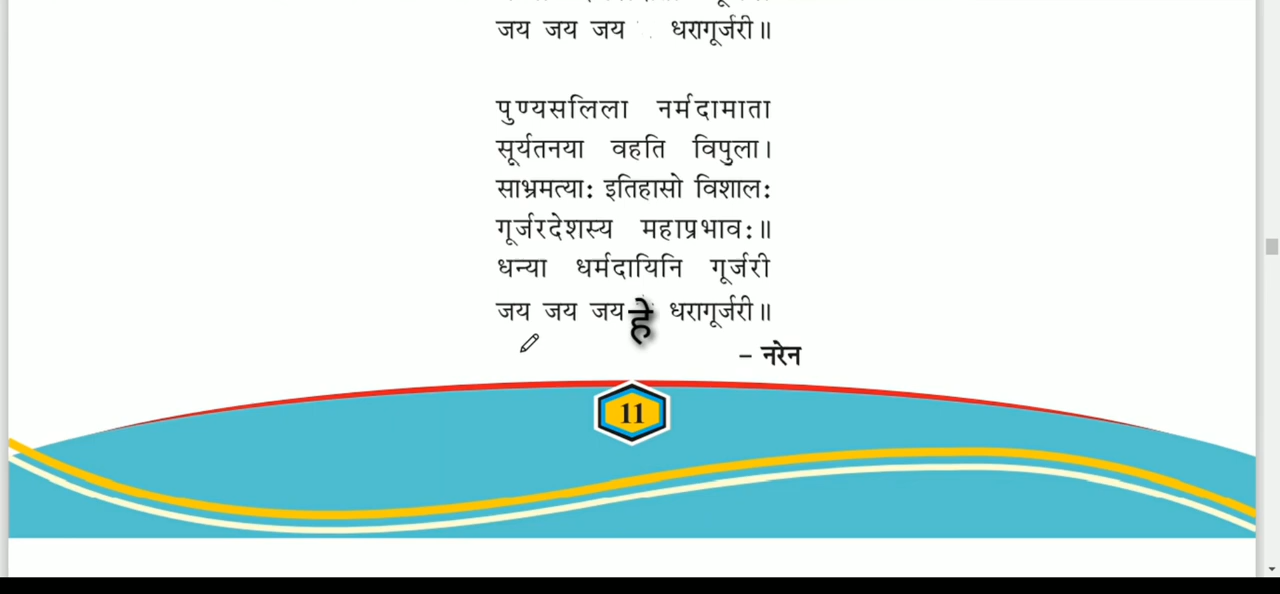 जय जय जय धरागूर्जरी॥
पुण्यसलिला नर्मदामाता
सूर्यतनया वहति विपुला।
साभ्रमत्या: इतिहासो विशाल:
गूर्जरदेशस्य महाप्रभाव:॥
धन्या धर्मदायिनि गूर्जरी
जय जय जय हे धरागूर्जरी॥
– नरेन
11